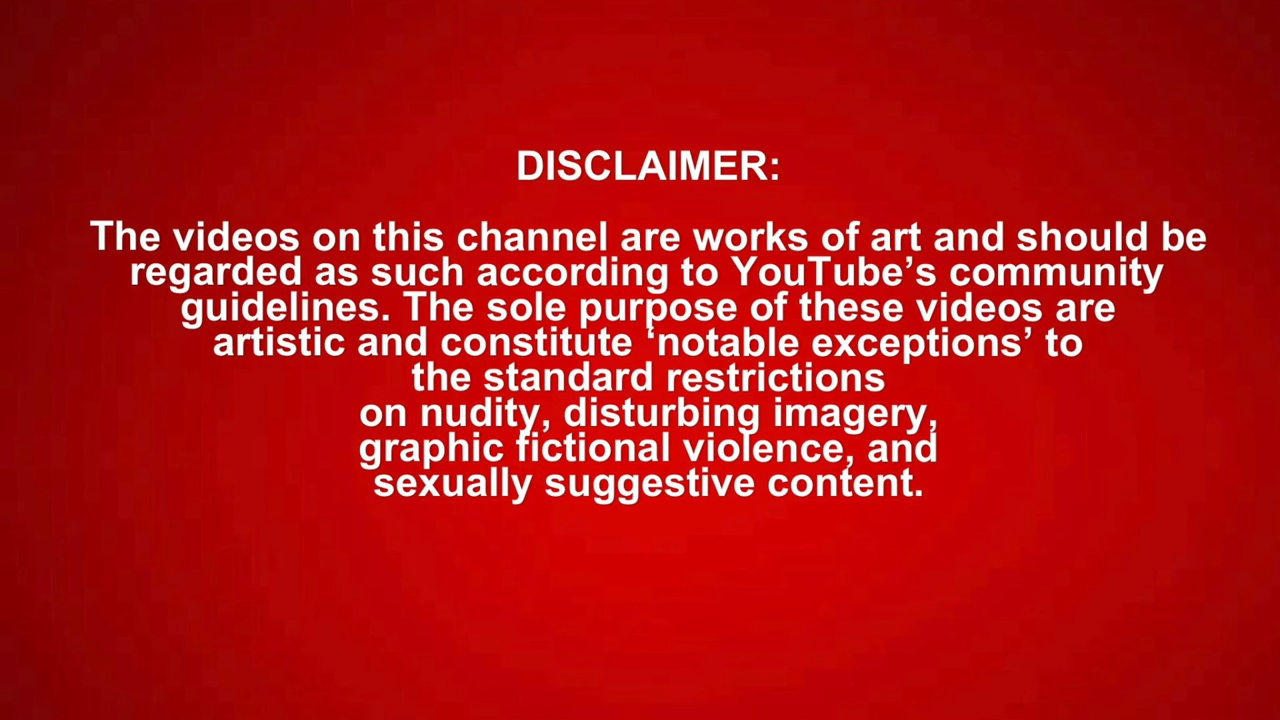 DISCLAIMER:
The videos on this channel are works of art and should be
regarded as such according to YouTube’s community
guidelines. The sole purpose of these videos are
artistic and constitute ‘notable exceptions’ to
the standard restrictions
on nudity, disturbing imagery,
graphic fictional violence, and
sexually suggestive content.